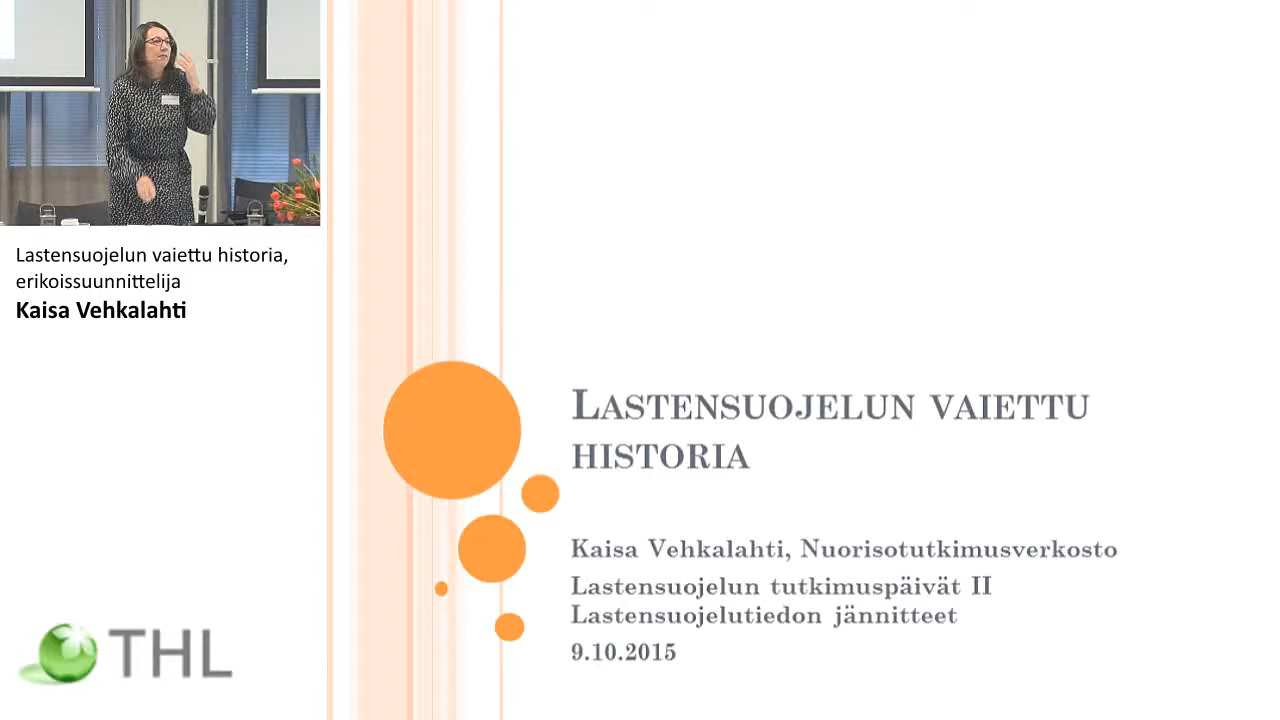 Lastensuojelun vaiettu historia,
erikoissuunnittelija
Kaisa Vehkalahti
THL
LASTENSUOJELUN VAIETTU
HISTORIA
Kaisa Vehkalahti, Nuorisotutkimusverkosto
Lastensuojelun tutkimuspäivät II
Lastensuojelutiedon jännitteet
9.10.2015